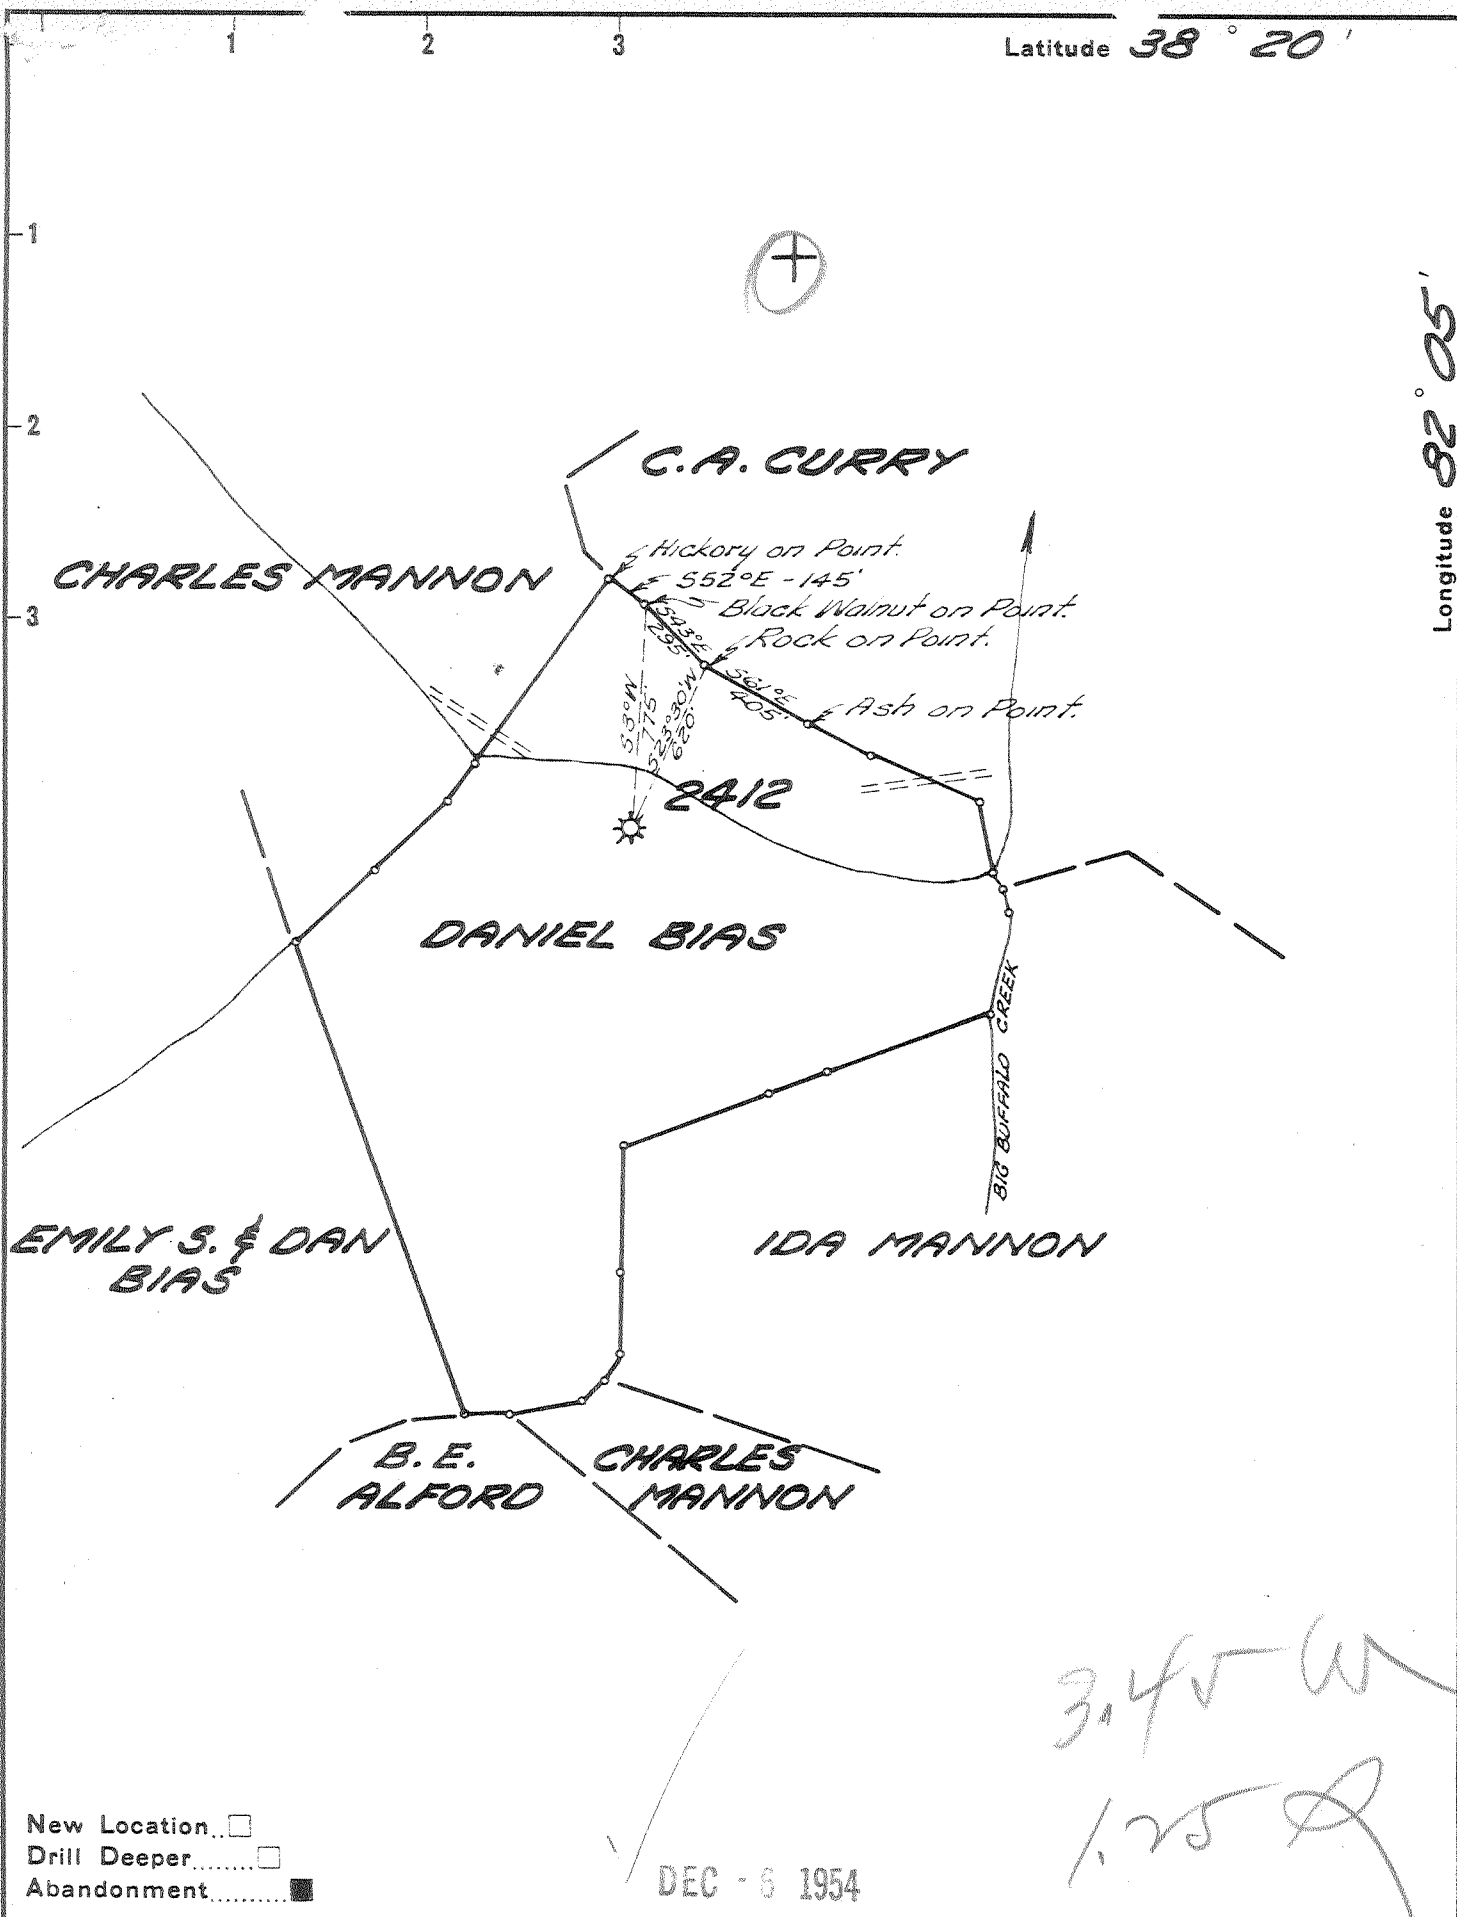 1 2 3
Latitude 38° 20'
Longitude 82° 05'
1
2
3
C.A. CURRY
CHARLES MANNON
Hickory on Point.
S52°E - 145'
Black Walnut on Point.
S43°E
295'
Rock on Point.
S61°E
405'
Ash on Point.
S3°W
775'
S23°30'W
620'
2412
DANIEL BIAS
BIG BUFFALO CREEK
EMILY S. & DAN
BIAS
IDA MANNON
B. E.
ALFORD
CHARLES
MANNON
3.45 W
1.25
New Location..
Drill Deeper........
Abandonment..........
DEC - 6 1954